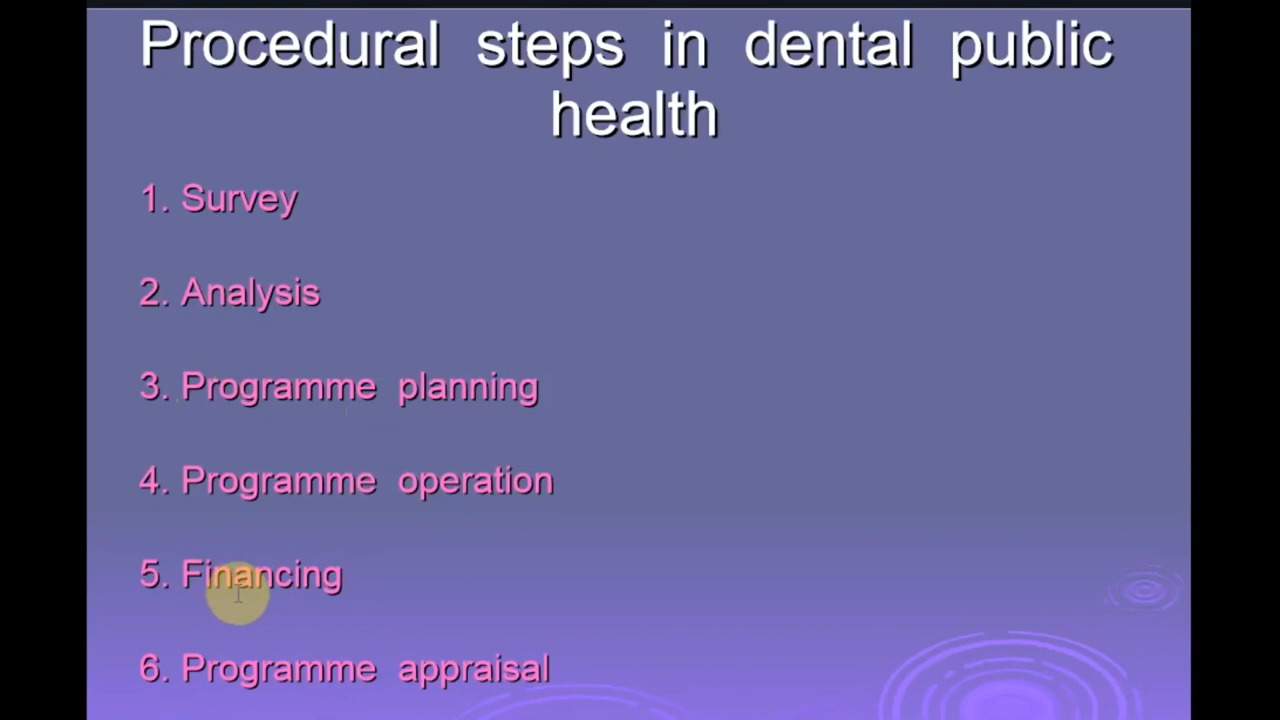 Procedural steps in dental public
health
1. Survey
2. Analysis
3. Programme planning
4. Programme operation
5. Financing
6. Programme appraisal